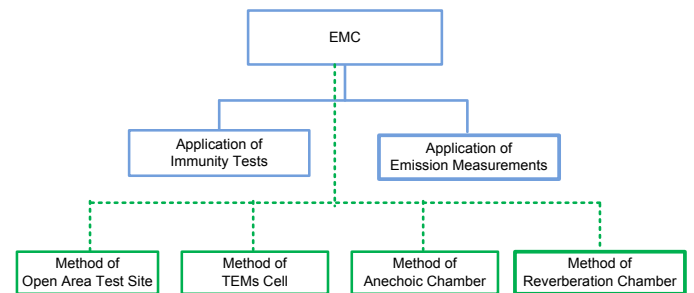 EMC
Application of
Immunity Tests
Application of
Emission Measurements
Method of
Open Area Test Site
Method of
TEMs Cell
Method of
Anechoic Chamber
Method of
Reverberation Chamber